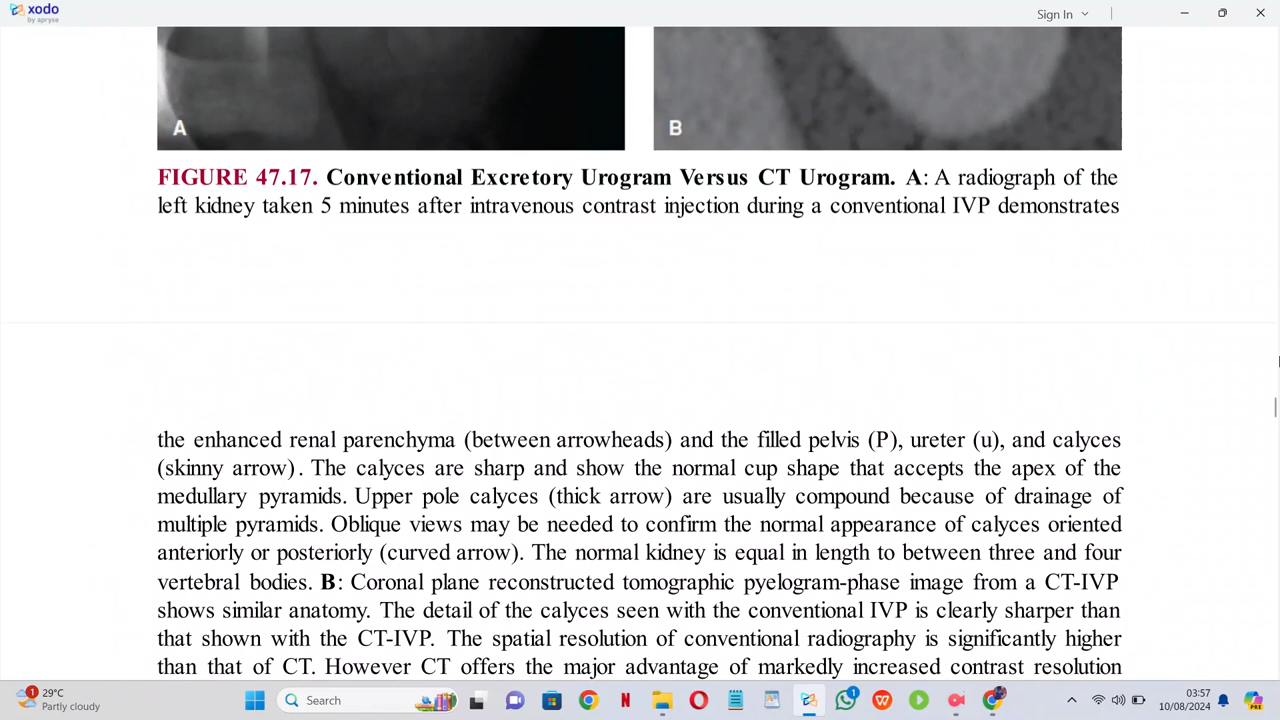 xodo
by apryse
Sign In
A
B
FIGURE 47.17. Conventional Excretory Urogram Versus CT Urogram. A: A radiograph of the
left kidney taken 5 minutes after intravenous contrast injection during a conventional IVP demonstrates
the enhanced renal parenchyma (between arrowheads) and the filled pelvis (P), ureter (u), and calyces
(skinny arrow). The calyces are sharp and show the normal cup shape that accepts the apex of the
medullary pyramids. Upper pole calyces (thick arrow) are usually compound because of drainage of
multiple pyramids. Oblique views may be needed to confirm the normal appearance of calyces oriented
anteriorly or posteriorly (curved arrow). The normal kidney is equal in length to between three and four
vertebral bodies. B: Coronal plane reconstructed tomographic pyelogram-phase image from a CT-IVP
shows similar anatomy. The detail of the calyces seen with the conventional IVP is clearly sharper than
that shown with the CT-IVP. The spatial resolution of conventional radiography is significantly higher
than that of CT. However CT offers the major advantage of markedly increased contrast resolution
1
29°C
Partly cloudy
Search
N
1
W
03:57
10/08/2024
PRE